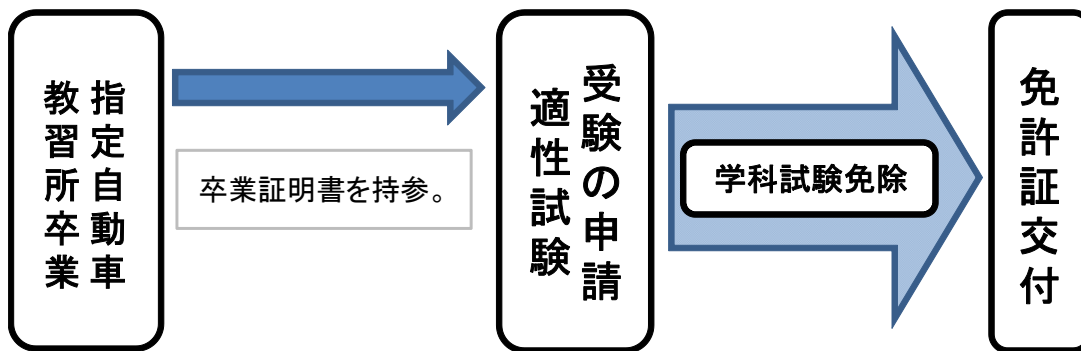 指定自動車
教習所卒業
卒業証明書を持参。
受験の申請
適性試験
学科試験免除
免許証交付